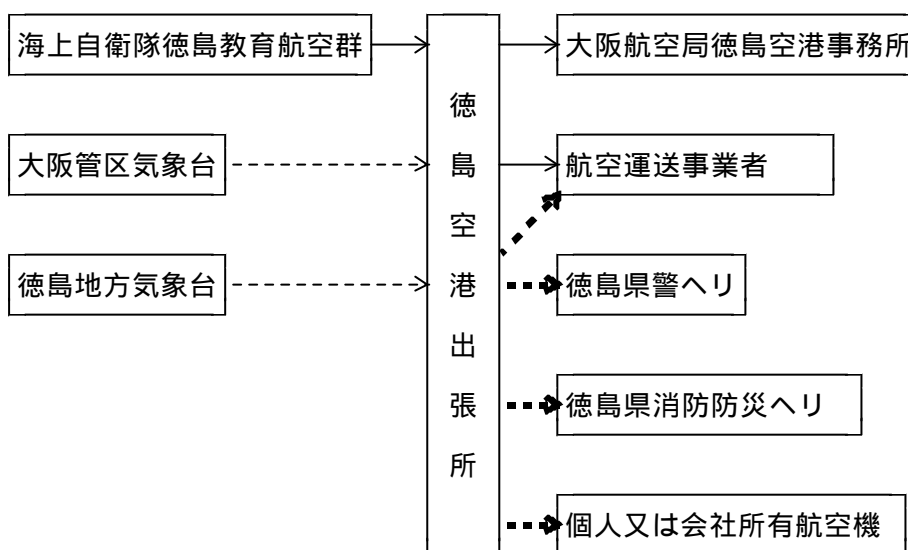 海上自衛隊徳島教育航空群
大阪管区気象台
徳島地方気象台
徳島空港出張所
大阪航空局徳島空港事務所
航空運送事業者
徳島県警ヘリ
徳島県消防防災ヘリ
個人又は会社所有航空機